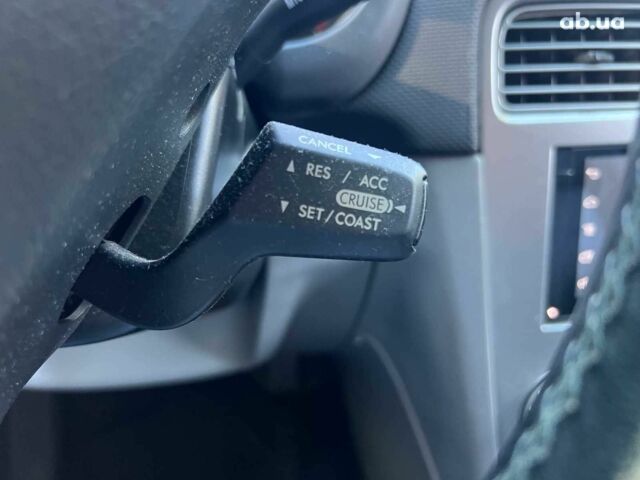 ab.ua
CANCEL
▲ RES / ACC
CRUISE ◄
▼ SET/COAST